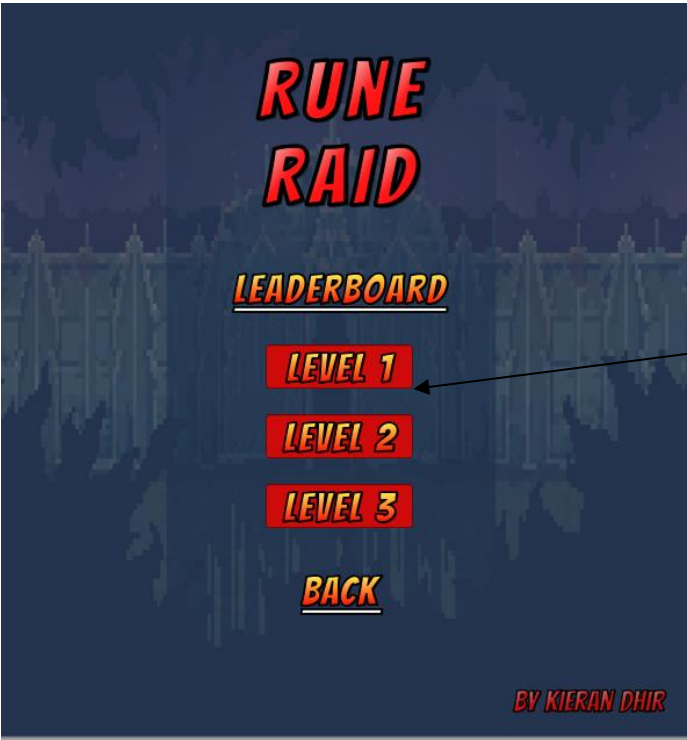 RUNE
RAID
LEADERBOARD
LEVEL 1
LEVEL 2
LEVEL 3
BACK
BY KIERAN DHIR